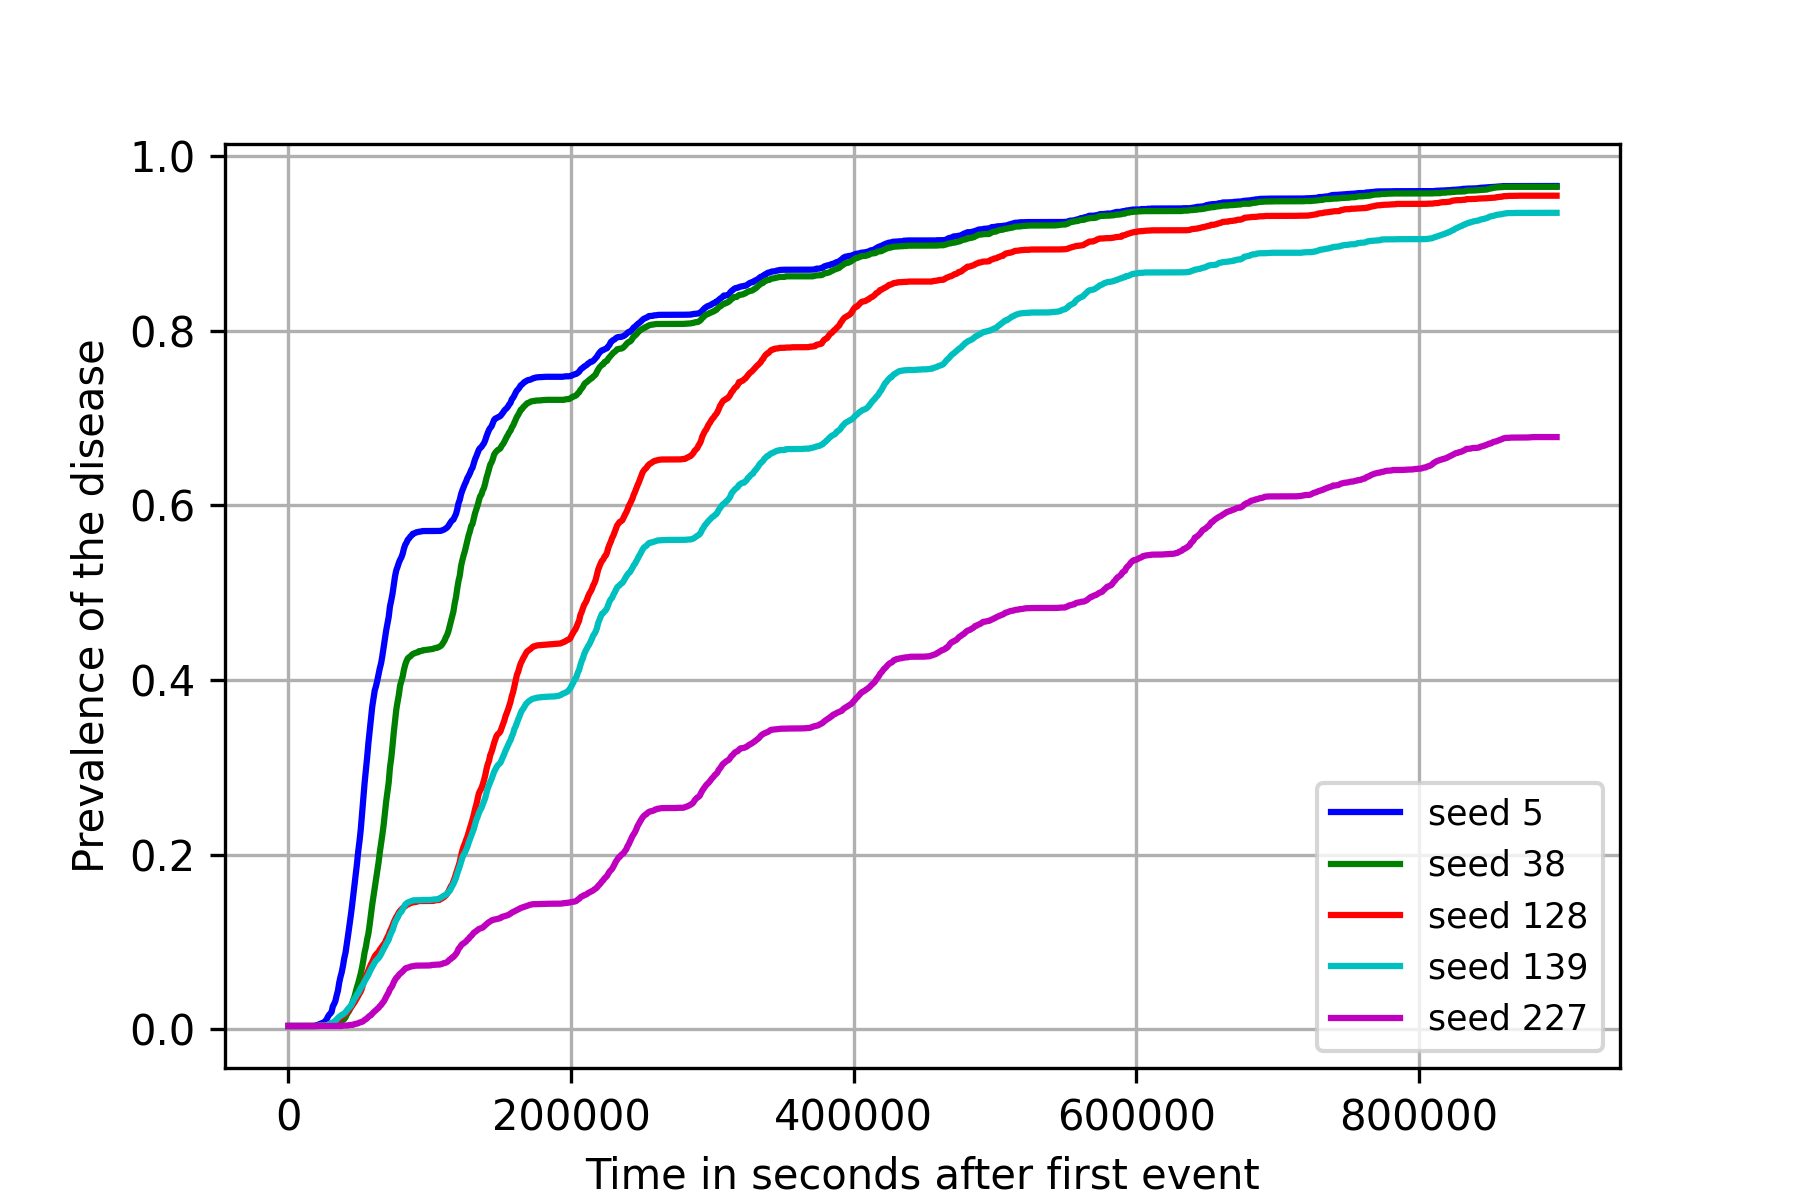 1.0
0.8
0.6
0.4
0.2
0.0
Prevalence of the disease
seed 5
seed 38
seed 128
seed 139
seed 227
0 200000 400000 600000 800000
Time in seconds after first event